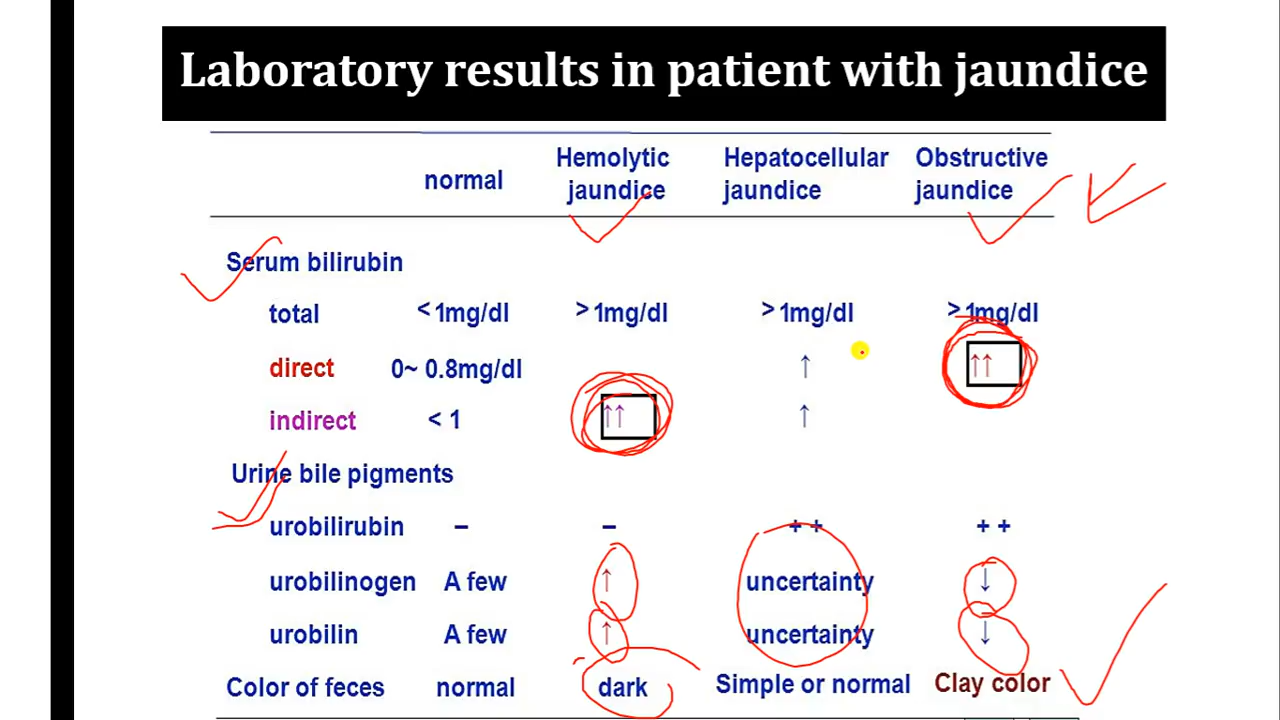 Laboratory results in patient with jaundice
normal Hemolytic jaundice Hepatocellular jaundice Obstructive jaundice
Serum bilirubin
total <1mg/dl >1mg/dl >1mg/dl >1mg/dl
direct 0~ 0.8mg/dl ↑ ↑↑
indirect < 1 ↑↑ ↑
Urine bile pigments
urobilirubin – – ++ ++
urobilinogen A few ↑ uncertainty ↓
urobilin A few ↑ uncertainty ↓
Color of feces normal dark Simple or normal Clay color